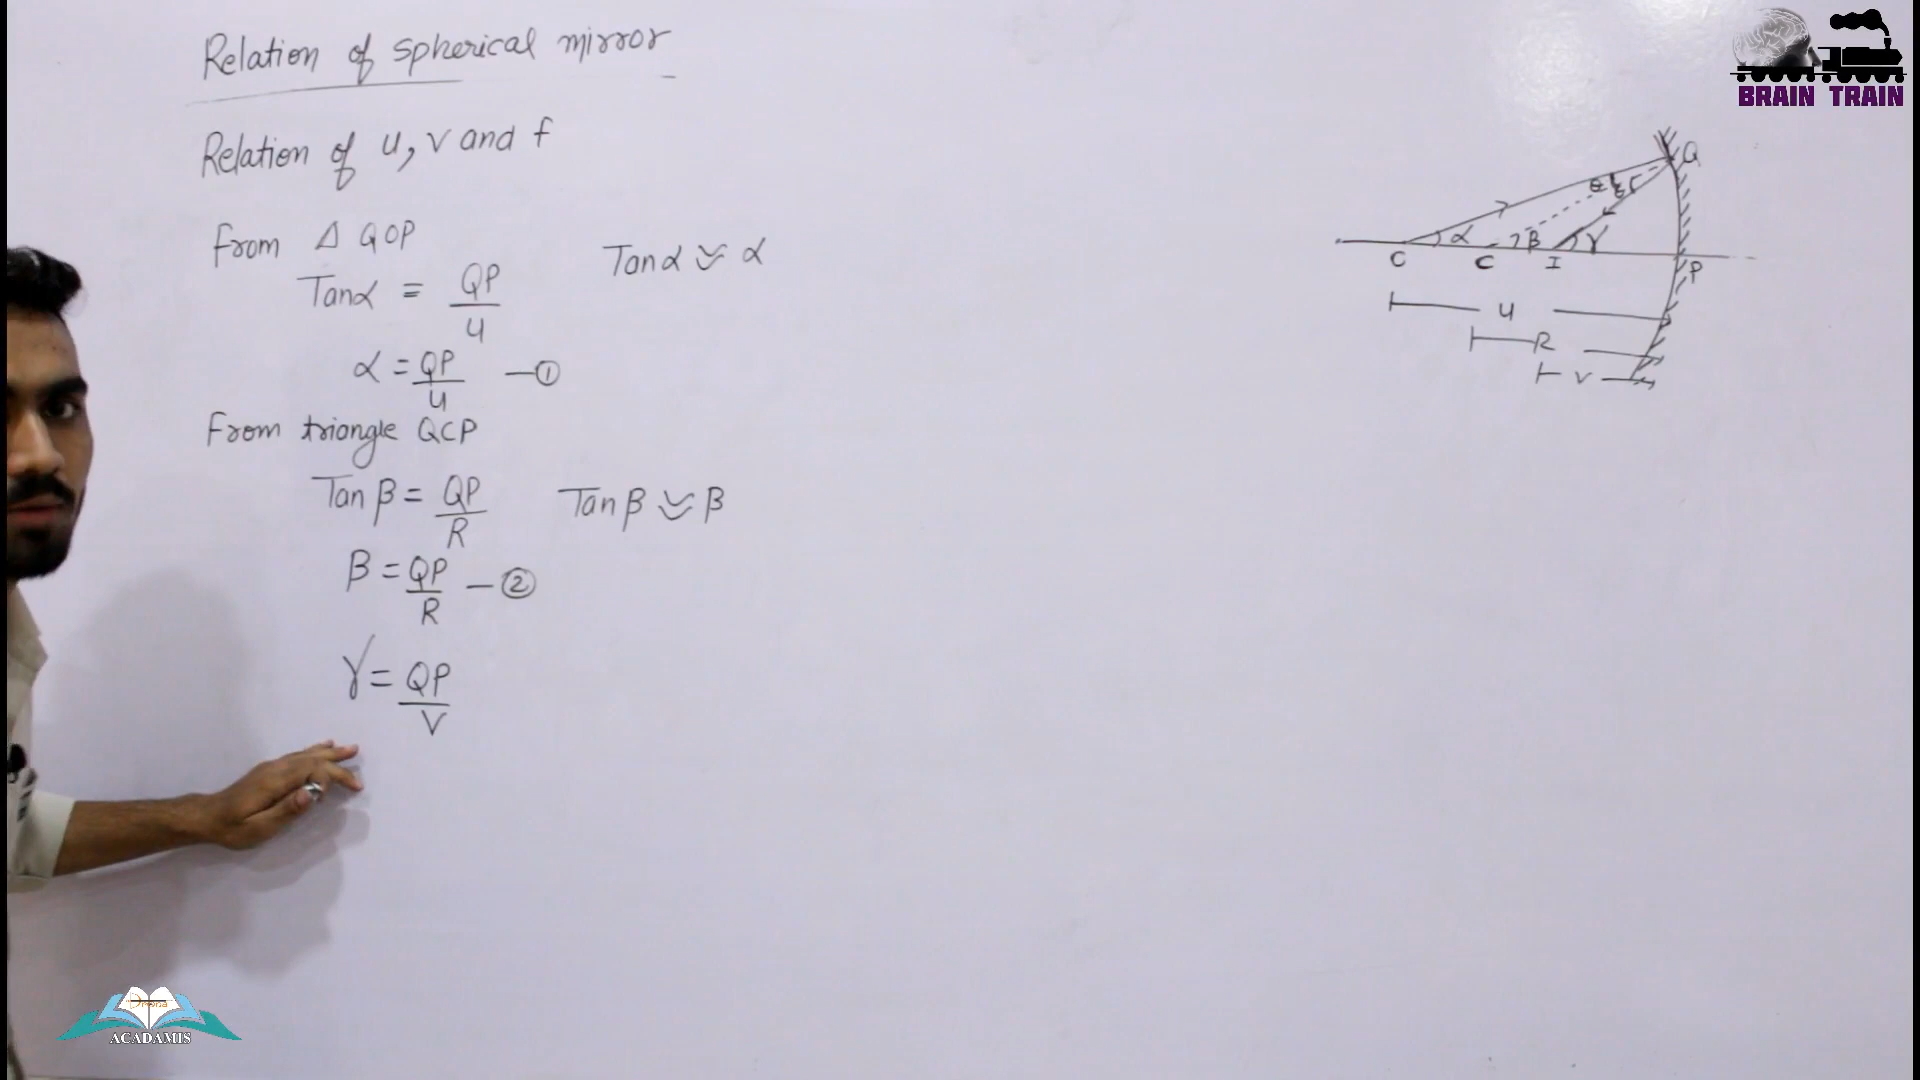 Relation of spherical mirror
Relation of u, v and f
From Δ QOP
Tanα = QP/u    Tanα ≃ α
α = QP/u — ①
From triangle QCP
Tan β = QP/R    Tan β ≃ β
β = QP/R — ②
γ = QP/V
BRAIN TRAIN
Q
θ r
α β γ
C C I P
u
R
v
Drona
ACADAMIS